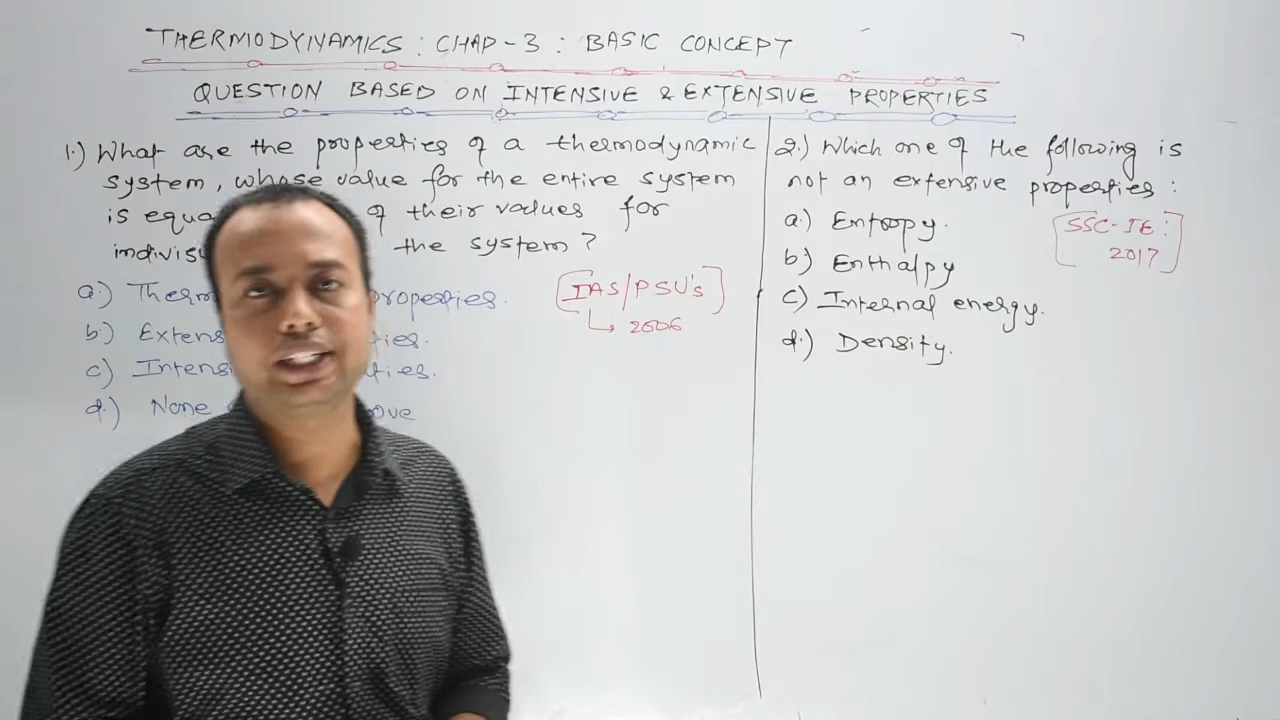 THERMODYNAMICS : CHAP-3 : BASIC CONCEPT
QUESTION BASED ON INTENSIVE & EXTENSIVE PROPERTIES
1.) What are the properties of a thermodynamic
system, whose value for the entire system
is equa of their values for
the system?
a.) properties.
b.)
c.)
d.) None
[IAS/PSU's]
↳ 2006
2.) Which one of the following is
not an extensive properties :
a.) Entropy.
b.) Enthalpy
c.) Internal energy.
d.) Density.
[SSC-JE :
2017]